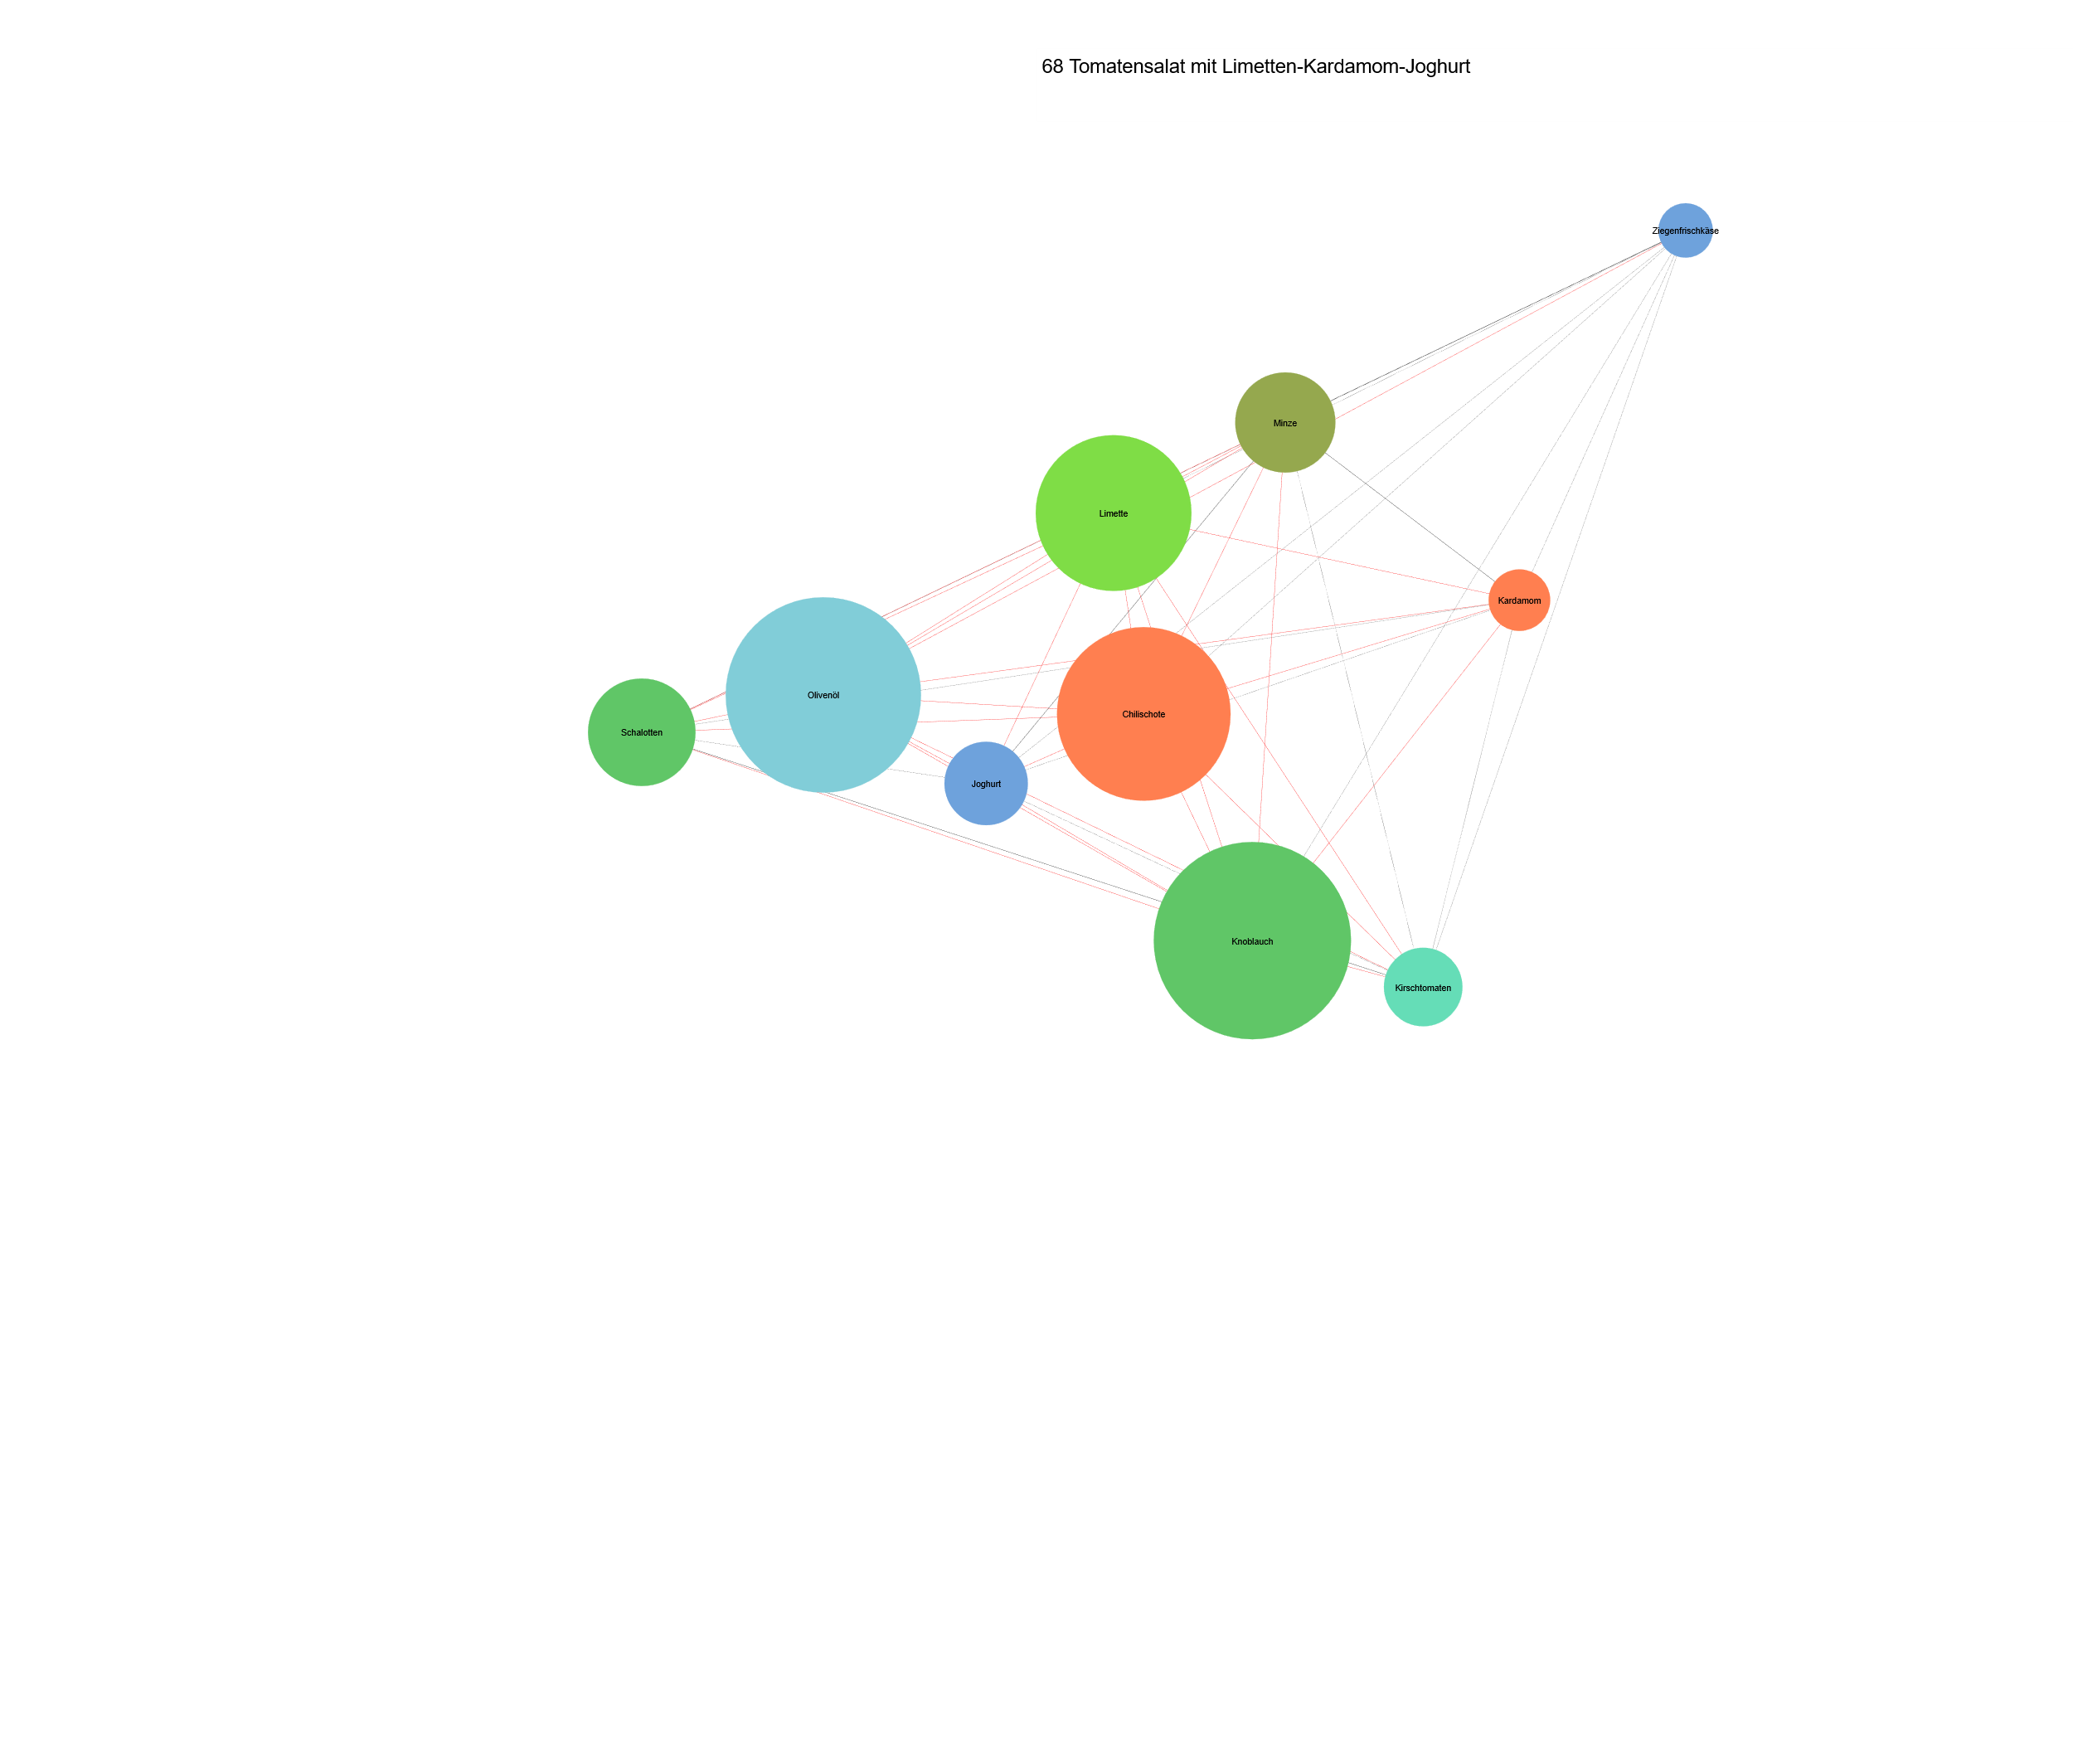 68 Tomatensalat mit Limetten-Kardamom-Joghurt
Ziegenfrischkäse
Minze
Limette
Kardamom
Olivenöl
Chilischote
Schalotten
Joghurt
Knoblauch
Kirschtomaten